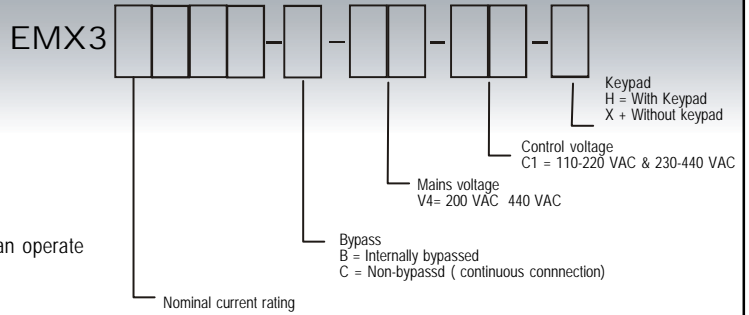 EMX3
Keypad
H = With Keypad
X + Without keypad
Control voltage
C1 = 110-220 VAC & 230-440 VAC
Mains voltage
V4= 200 VAC 440 VAC
an operate
Bypass
B = Internally bypassed
C = Non-bypassd ( continuous connnection)
Nominal current rating